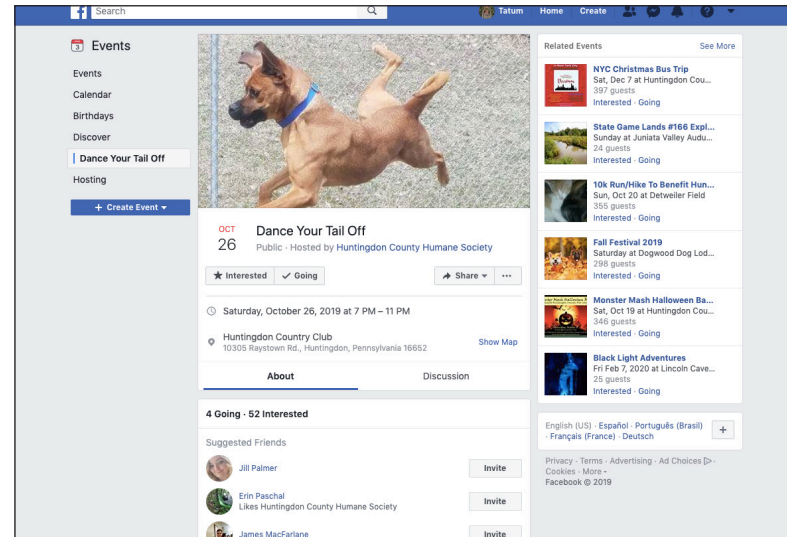 Search
Tatum
Home
Create
Events
Events
Calendar
Birthdays
Discover
Dance Your Tail Off
Hosting
+ Create Event
OCT
26
Dance Your Tail Off
Public · Hosted by Huntingdon County Humane Society
Interested
Going
Share
Saturday, October 26, 2019 at 7 PM – 11 PM
Huntingdon Country Club
10305 Raystown Rd., Huntingdon, Pennsylvania 16652
Show Map
About
Discussion
4 Going · 52 Interested
Suggested Friends
Jill Palmer
Invite
Erin Paschal
Likes Huntingdon County Humane Society
Invite
James MacFarlane
Invite
Related Events
See More
NYC Christmas Bus Trip
Sat, Dec 7 at Huntingdon Cou...
397 guests
Interested · Going
State Game Lands #166 Expl...
Sunday at Juniata Valley Audu...
24 guests
Interested · Going
10k Run/Hike To Benefit Hun...
Sun, Oct 20 at Detweiler Field
355 guests
Interested · Going
Fall Festival 2019
Saturday at Dogwood Dog Lod...
298 guests
Interested · Going
Monster Mash Halloween Ba...
Sat, Oct 19 at Huntingdon Cou...
346 guests
Interested · Going
Black Light Adventures
Fri Feb 7, 2020 at Lincoln Cave...
25 guests
Interested · Going
English (US) · Español · Português (Brasil)
· Français (France) · Deutsch
+
Privacy · Terms · Advertising · Ad Choices ·
Cookies · More
Facebook © 2019